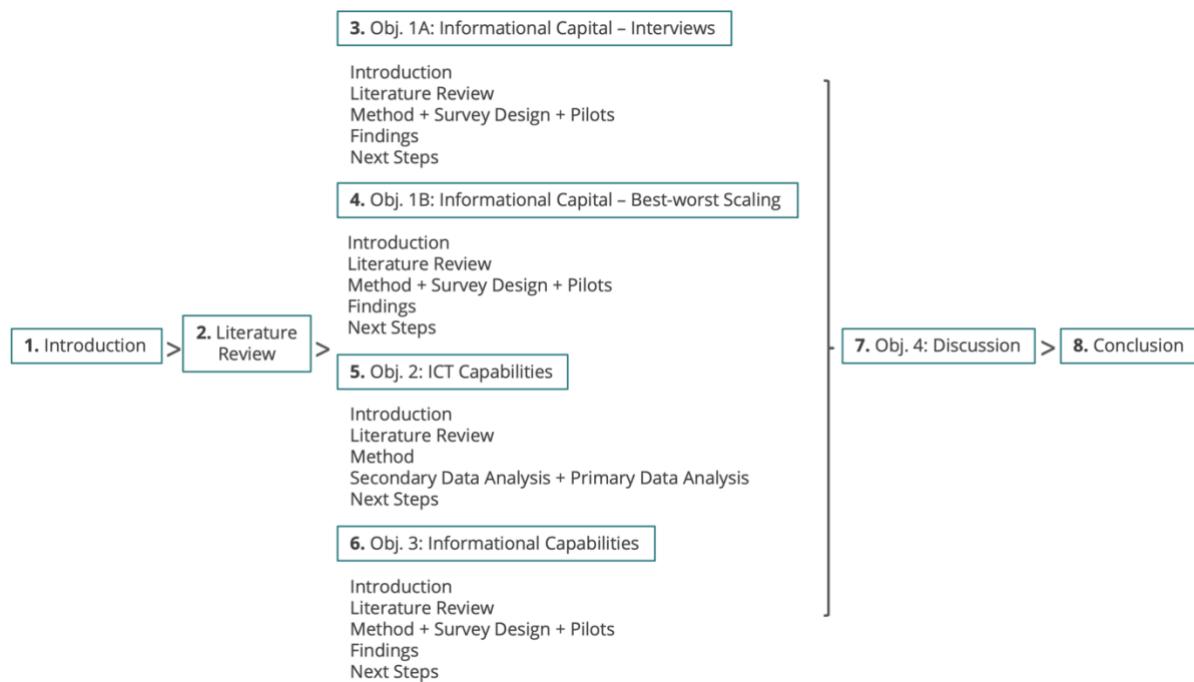 1. Introduction
>
2. Literature
Review
>
3. Obj. 1A: Informational Capital – Interviews
Introduction
Literature Review
Method + Survey Design + Pilots
Findings
Next Steps
4. Obj. 1B: Informational Capital – Best-worst Scaling
Introduction
Literature Review
Method + Survey Design + Pilots
Findings
Next Steps
5. Obj. 2: ICT Capabilities
Introduction
Literature Review
Method
Secondary Data Analysis + Primary Data Analysis
Next Steps
6. Obj. 3: Informational Capabilities
Introduction
Literature Review
Method + Survey Design + Pilots
Findings
Next Steps
7. Obj. 4: Discussion
>
8. Conclusion